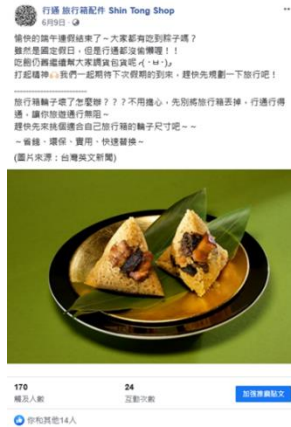 行通 旅行箱配件 Shin Tong Shop
6月9日
愉快的端午連假結束了～大家都有吃到粽子嗎？
雖然是國定假日，但是行通都沒偷懶喔！！
吃飽仍舊繼續幫大家調貨包貨呢
打起精神 我們一起期待下次假期的到來，趕快先規劃一下旅行吧！
旅行箱輪子壞了怎麼辦？？？不用擔心，先別將旅行箱丟掉，行通行得
通，讓你旅遊通行無阻～
趕快先來挑個適合自己旅行箱的輪子尺寸吧～～
～省錢、環保、實用、快速替換～
(圖片來源：台灣英文新聞)
170
24
觸及人數
互動次數
加強推廣貼文
你和其他14人